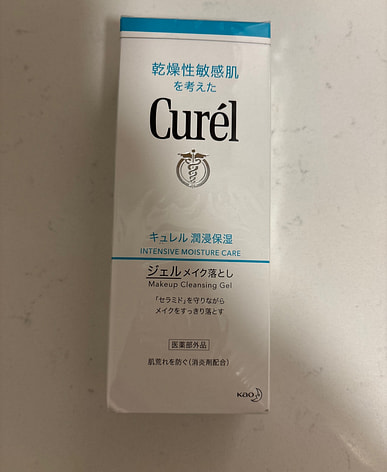 乾燥性敏感肌
を考えた
Curél
キュレル 潤浸保湿
INTENSIVE MOISTURE CARE
ジェルメイク落とし
Makeup Cleansing Gel
「セラミド」を守りながら
メイクをすっきり落とす
医薬部外品
肌荒れを防ぐ(消炎剤配合)
Kao